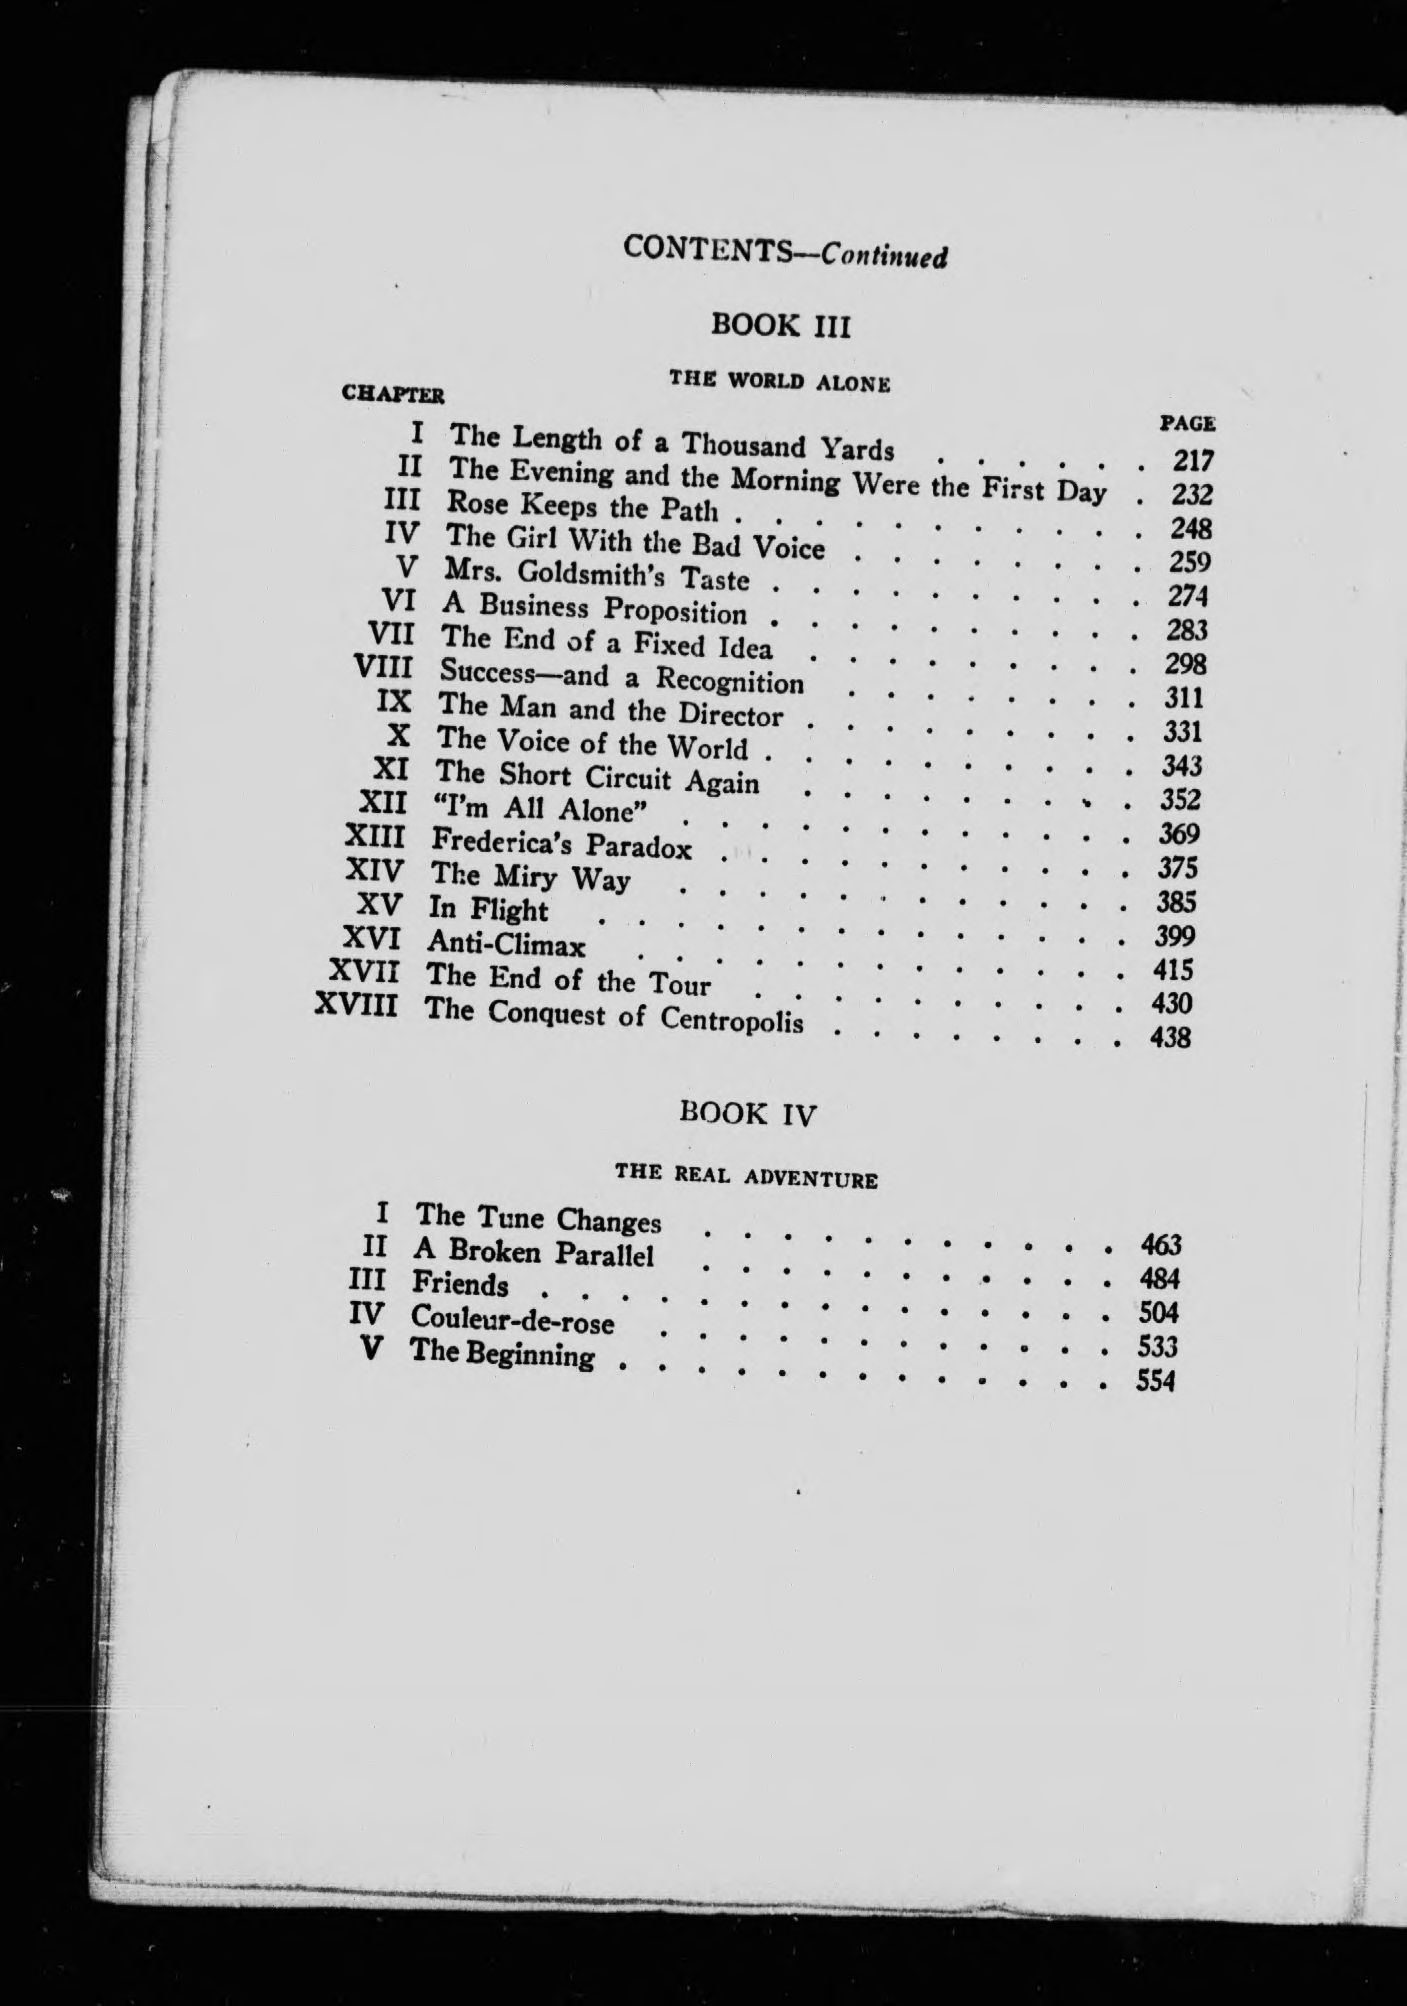 CONTENTS—Continued
BOOK III
THE WORLD ALONE
CHAPTER PAGE
I The Length of a Thousand Yards . . . . . . 217
II The Evening and the Morning Were the First Day . 232
III Rose Keeps the Path . . . . . . . . . . . 248
IV The Girl With the Bad Voice . . . . . . . . 259
V Mrs. Goldsmith's Taste . . . . . . . . . . 274
VI A Business Proposition . . . . . . . . . . 283
VII The End of a Fixed Idea . . . . . . . . . 298
VIII Success—and a Recognition . . . . . . . . 311
IX The Man and the Director . . . . . . . . . 331
X The Voice of the World . . . . . . . . . . 343
XI The Short Circuit Again . . . . . . . . . 352
XII “I'm All Alone” . . . . . . . . . . . . 369
XIII Frederica's Paradox . . . . . . . . . . . 375
XIV The Miry Way . . . . . . . . . . . . 385
XV In Flight . . . . . . . . . . . . . . 399
XVI Anti-Climax . . . . . . . . . . . . . 415
XVII The End of the Tour . . . . . . . . . . 430
XVIII The Conquest of Centropolis . . . . . . . . 438
BOOK IV
THE REAL ADVENTURE
I The Tune Changes . . . . . . . . . . . 463
II A Broken Parallel . . . . . . . . . . . 484
III Friends . . . . . . . . . . . . . . . 504
IV Couleur-de-rose . . . . . . . . . . . . 533
V The Beginning . . . . . . . . . . . . . 554